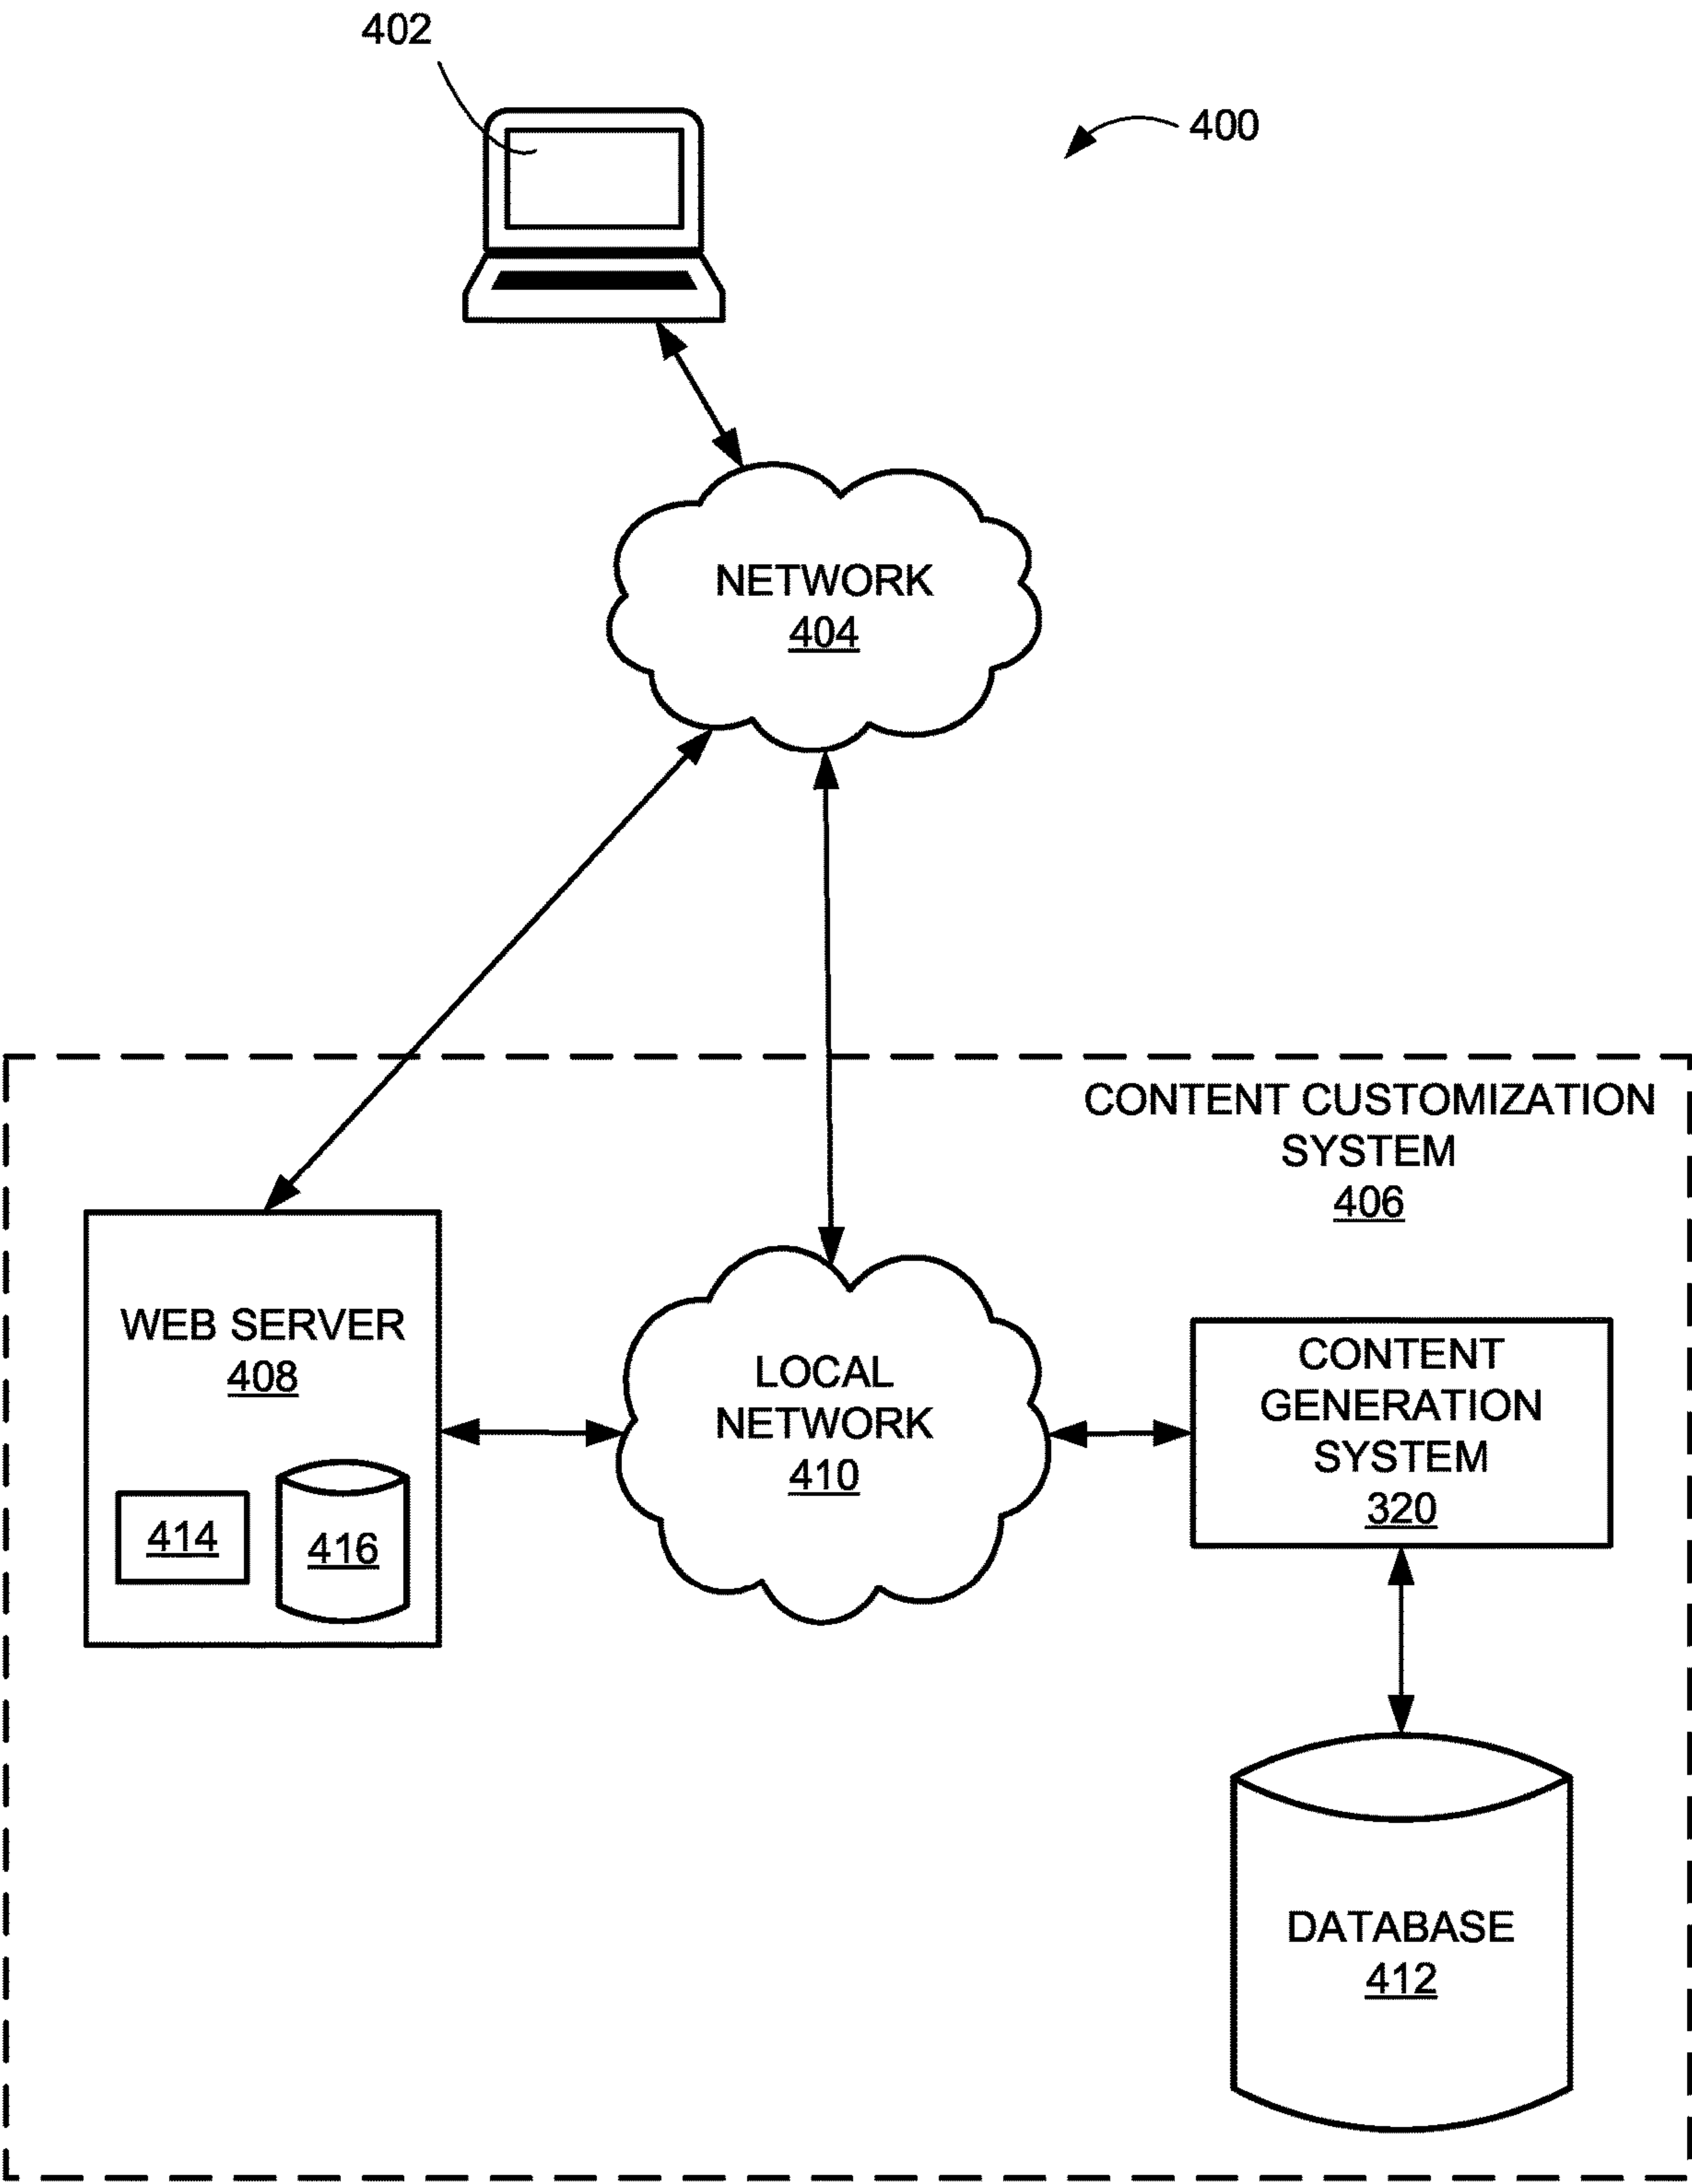 402
400
NETWORK
404
CONTENT CUSTOMIZATION
SYSTEM
406
WEB SERVER
408
414
416
LOCAL
NETWORK
410
CONTENT
GENERATION
SYSTEM
320
DATABASE
412